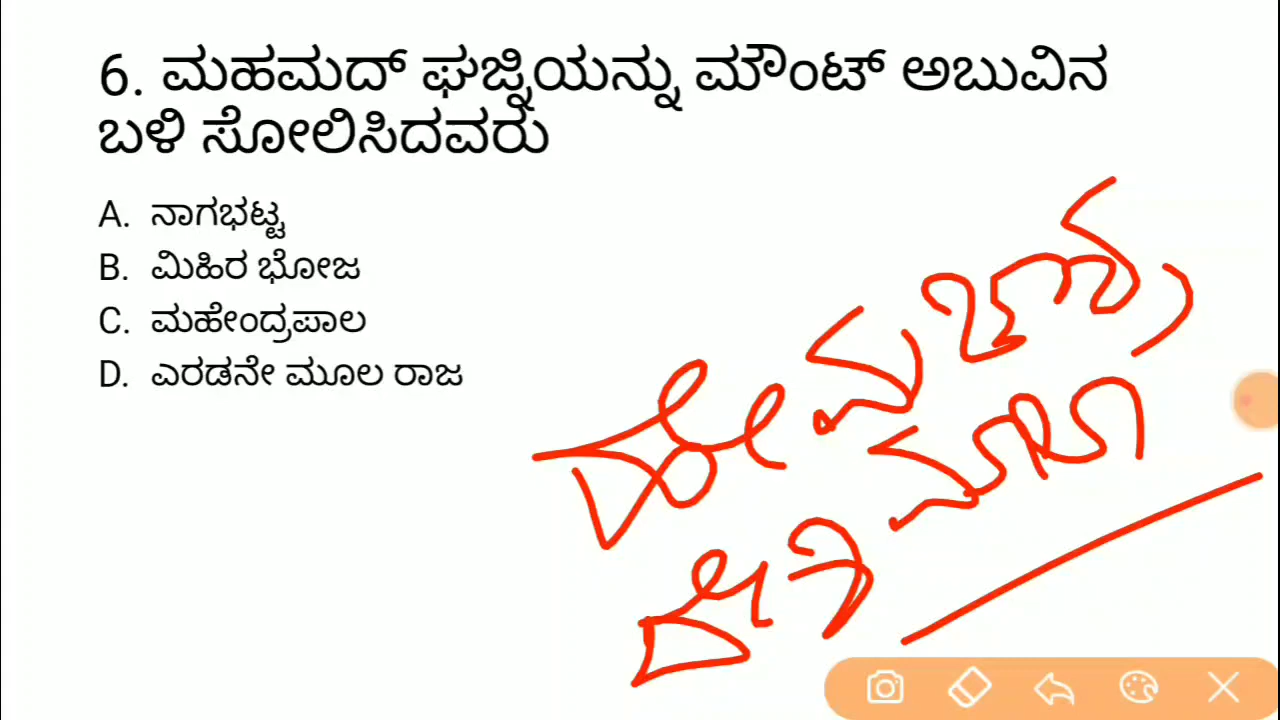 6. ಮಹಮದ್ ಘಜ್ನಿಯನ್ನು ಮೌಂಟ್ ಅಬುವಿನ
ಬಳಿ ಸೋಲಿಸಿದವರು
A. ನಾಗಭಟ್ಟ
B. ಮಿಹಿರ ಭೋಜ
C. ಮಹೇಂದ್ರಪಾಲ
D. ಎರಡನೇ ಮೂಲ ರಾಜ